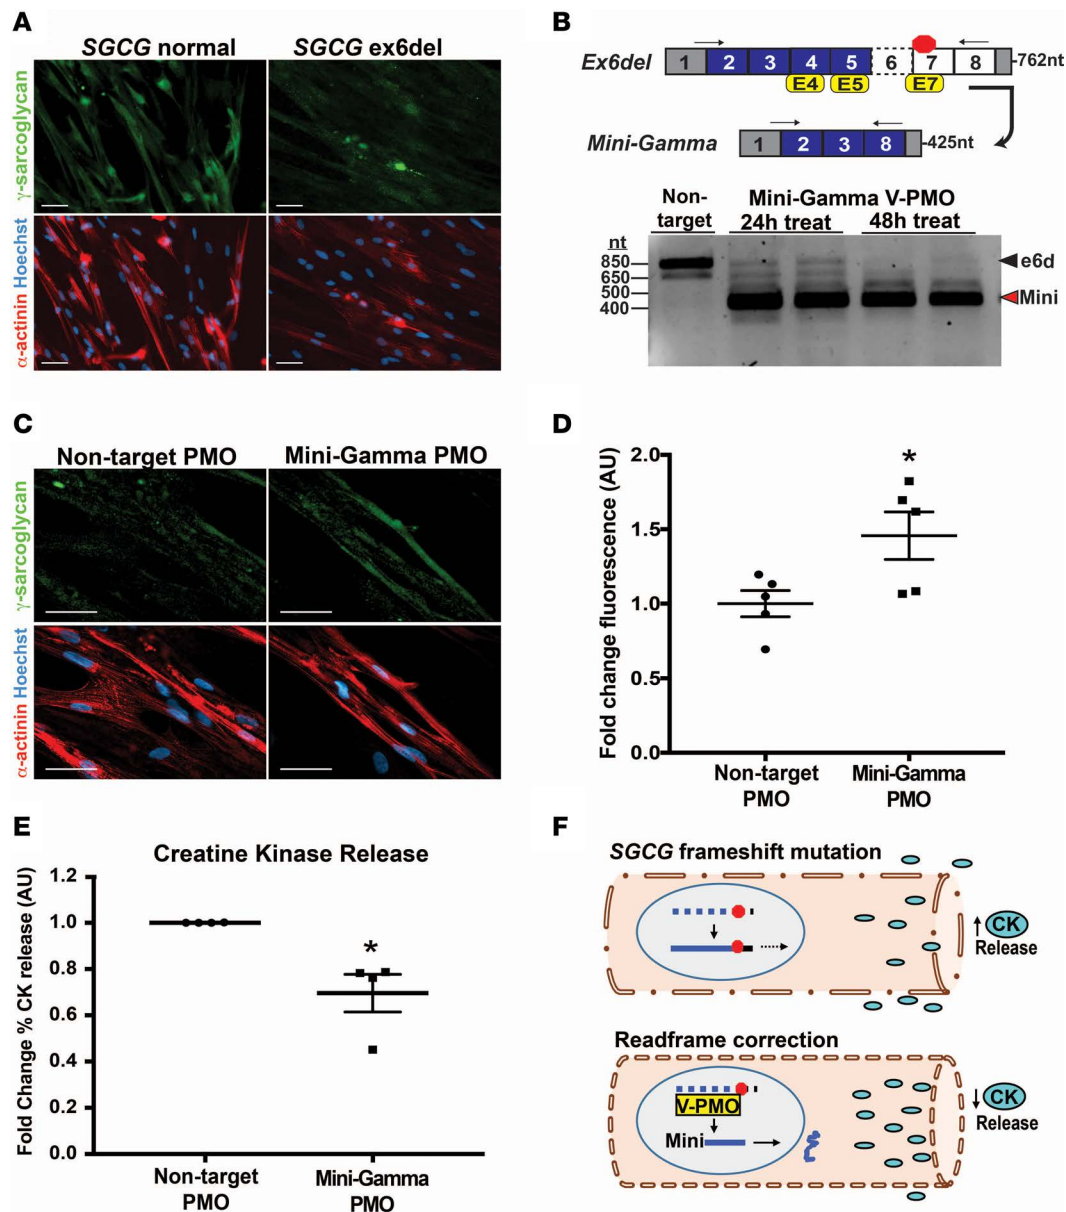 A
SGCG normal
SGCG ex6del
γ-sarcoglycan
α-actinin Hoechst
B
Ex6del
1 2 3 4 5 6 7 8
-762nt
E4 E5 E7
Mini-Gamma
1 2 3 8
-425nt
Non-
target
Mini-Gamma V-PMO
24h treat 48h treat
nt
850
650
500
400
e6d
Mini
C
Non-target PMO
Mini-Gamma PMO
γ-sarcoglycan
α-actinin Hoechst
D
Fold change fluorescence (AU)
2.0
1.5
1.0
0.5
0.0
*
Non-target
PMO
Mini-Gamma
PMO
E
Creatine Kinase Release
Fold Change % CK release (AU)
1.2
1.0
0.8
0.6
0.4
0.2
0.0
*
Non-target
PMO
Mini-Gamma
PMO
F
SGCG frameshift mutation
CK
Release
Readframe correction
V-PMO
Mini
CK
Release